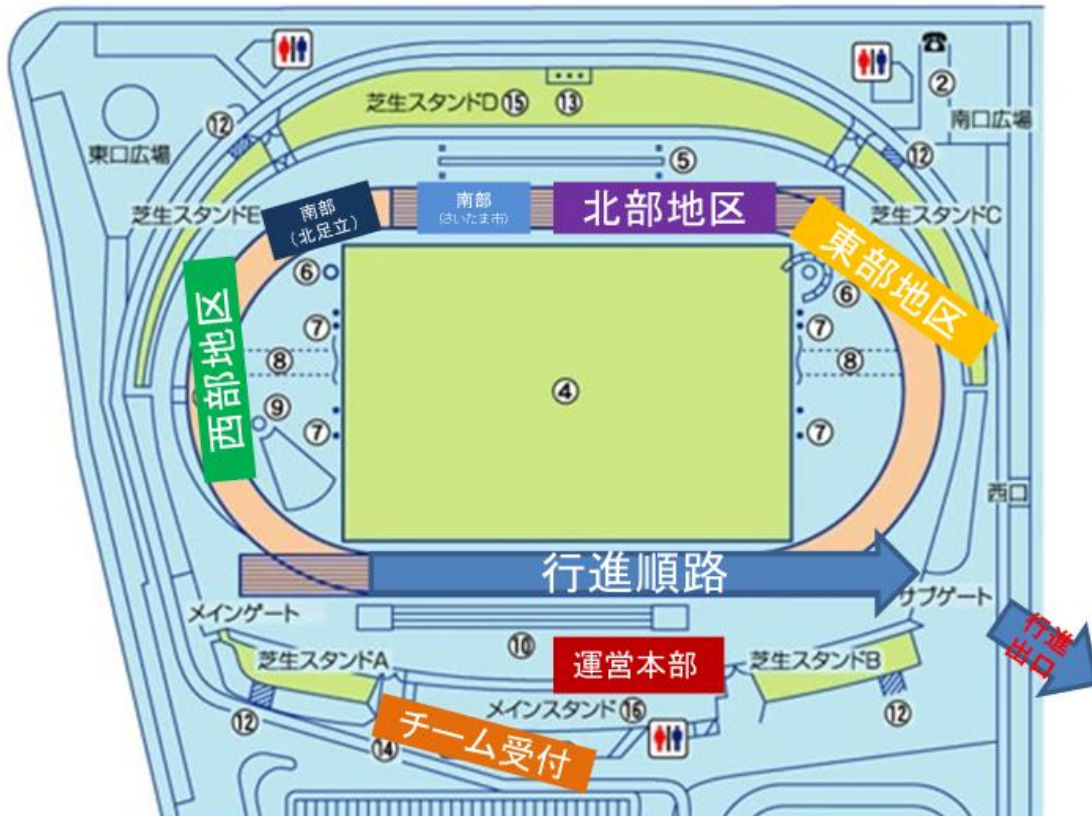 ②
芝生スタンドD⑮
⑬
⑫
南口広場
東口広場
⑫
⑤
芝生スタンドE
南部
(北足立)
南部
(さいたま市)
北部地区
芝生スタンドC
東部地区
⑥
⑥
西部地区
⑦
⑦
⑧
⑧
④
⑨
⑦
⑦
西口
行進順路
メインゲート
サブゲート
行進
出口
⑩
運営本部
芝生スタンドA
芝生スタンドB
メインスタンド⑯
⑫
⑫
チーム受付
⑭